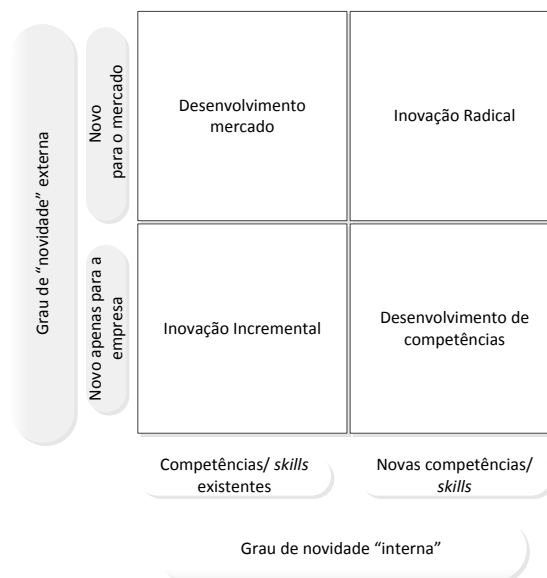 Grau de “novidade” externa
Novo
para o mercado
Desenvolvimento
mercado
Inovação Radical
Novo apenas para a
empresa
Inovação Incremental
Desenvolvimento de
competências
Competências/ skills
existentes
Novas competências/
skills
Grau de novidade “interna”